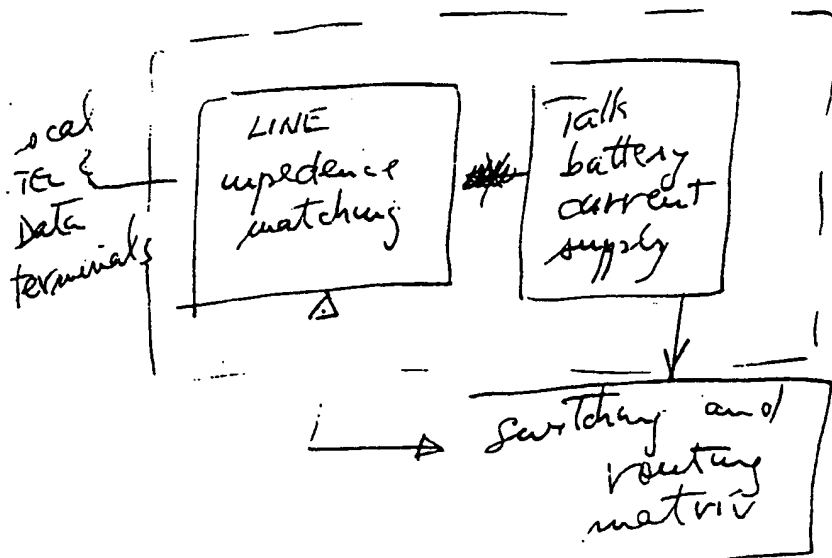 ocal
TEL &
Data
terminals
LINE
impedence
matching
Talk
battery
current
supply
switching and
routing
matrix